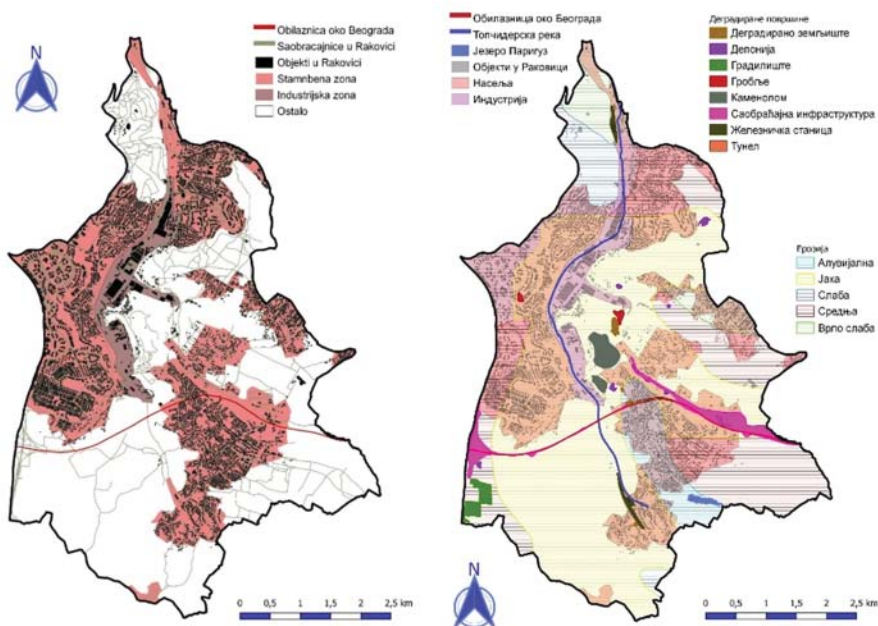 N
Obilaznica oko Beograda
Saobracajnice u Rakovici
Objekti u Rakovici
Stamnbena zona
Industrijska zona
Ostalo
0 0,5 1 1,5 2 2,5 km
Обилазница око Београда
Топчидерска река
Језеро Паригуз
Објекти у Раковици
Насеља
Индустрија
Деградиране површине
Деградирано земљиште
Депонија
Градилиште
Гробље
Каменолом
Саобраћајна инфраструктура
Железничка станица
Тунел
Ерозија
Алувијална
Јака
Слаба
Средња
Врло слаба
N
0 0,5 1 1,5 2 2,5 km